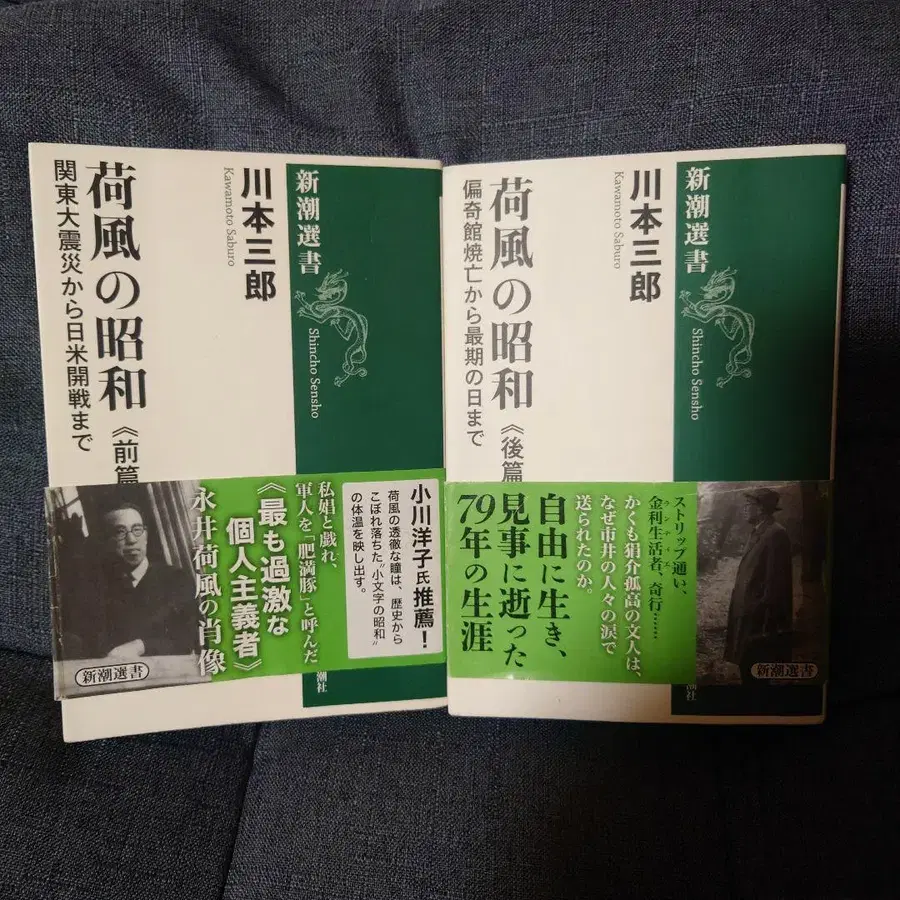 新潮選書
Shincho Sensho
川本三郎
Kawamoto Saburo
荷風の昭和《前篇
関東大震災から日米開戦まで
小川洋子氏推薦!
荷風の透徹な瞳は、歴史から
こぼれ落ちた“小文字の昭和”
の体温を映し出す。
私娼と戯れ、
軍人を「肥満豚」と呼んだ
《最も過激な
個人主義者》
永井荷風の肖像
新潮選書
潮社
新潮選書
Shincho Sensho
川本三郎
Kawamoto Saburo
荷風の昭和《後篇
偏奇館焼亡から最期の日まで
ストリップ通い、
金利生活者、奇行……
ランティエ
かくも狷介孤高の文人は、
なぜ市井の人々の涙で
送られたのか。
自由に生き、
見事に逝った
79年の生涯
新潮選書
潮社